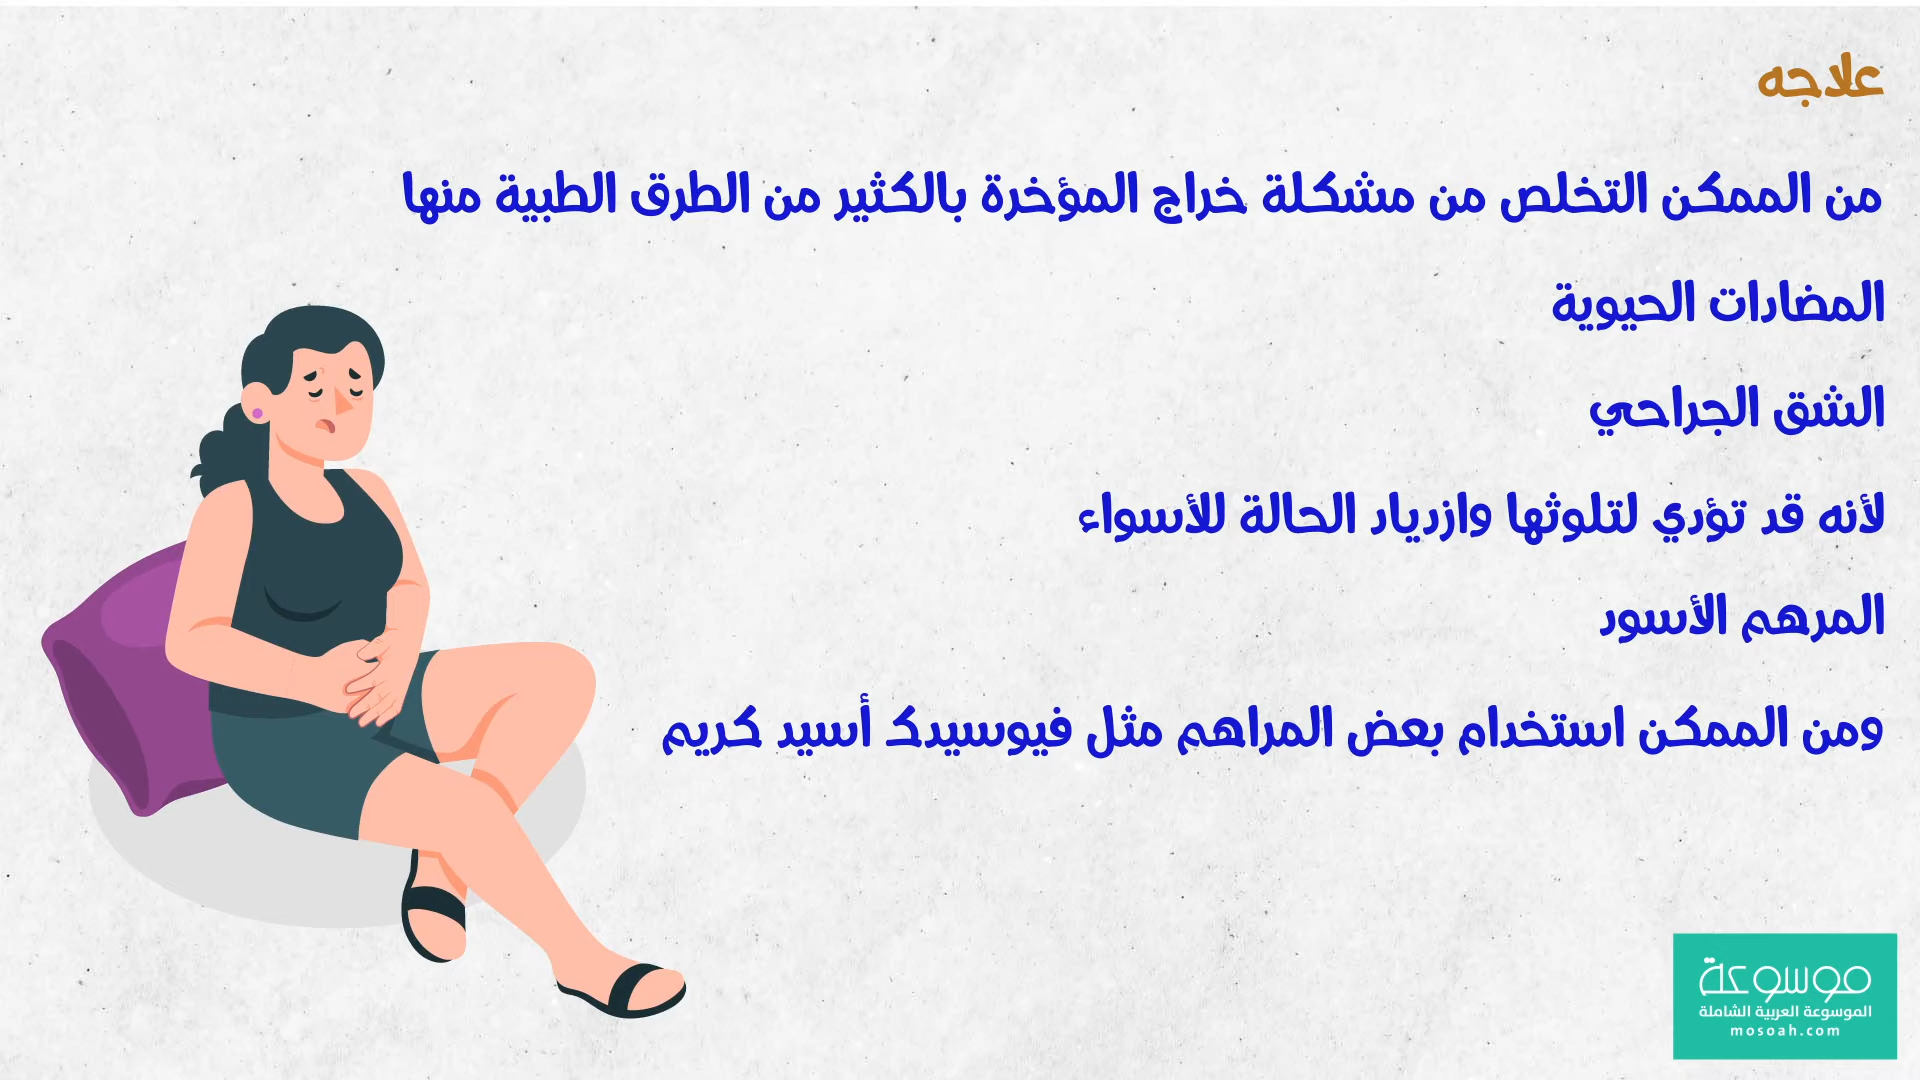 علاجه
من الممكن التخلص من مشكلة خراج المؤخرة بالكثير من الطرق الطبية منها
المضادات الحيوية
الشق الجراحي
لأنه قد تؤدي لتلوثها وازدياد الحالة للأسواء
المرهم الأسود
ومن الممكن استخدام بعض المراهم مثل فيوسيدك أسيد كريم
موسوعة
الموسوعة العربية الشاملة
mosoah.com